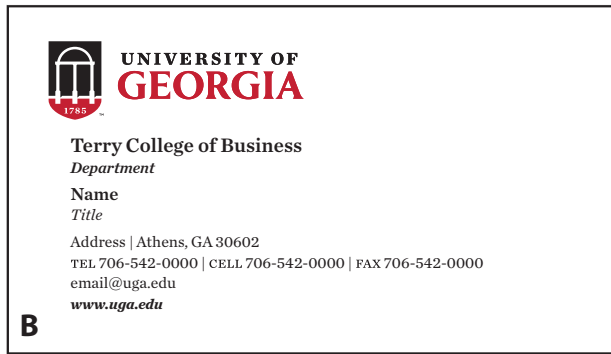 UNIVERSITY OF
GEORGIA
1785
™
Terry College of Business
Department
Name
Title
Address | Athens, GA 30602
TEL 706-542-0000 | CELL 706-542-0000 | FAX 706-542-0000
email@uga.edu
www.uga.edu
B